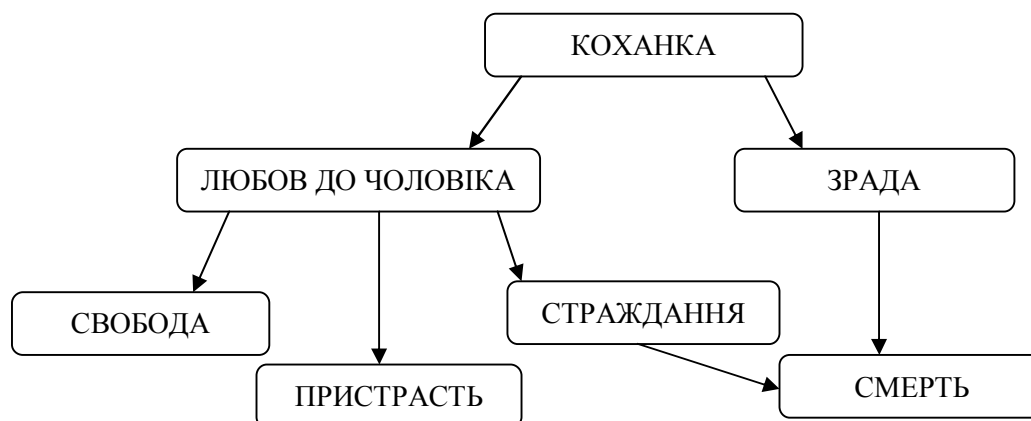 КОХАНКА
ЛЮБОВ ДО ЧОЛОВІКА
ЗРАДА
СВОБОДА
СТРАЖДАННЯ
ПРИСТРАСТЬ
СМЕРТЬ